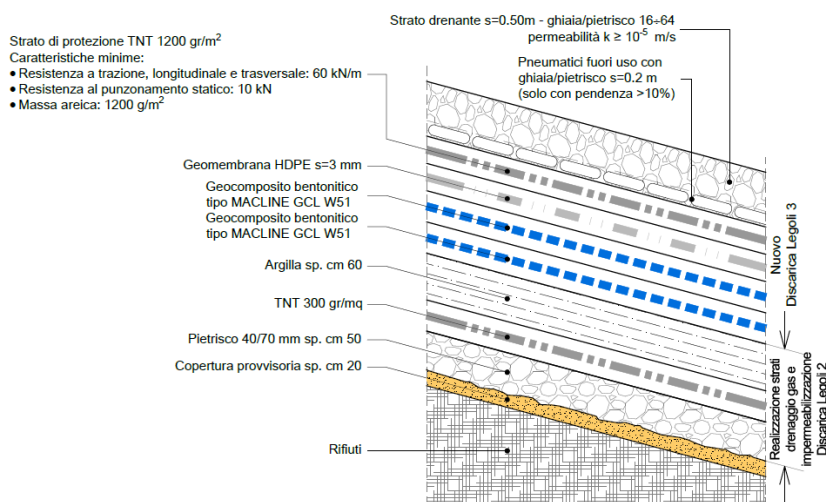 Strato drenante s=0.50m - ghiaia/pietrisco 16÷64
permeabilità k ≥ 10⁻⁵ m/s
Strato di protezione TNT 1200 gr/m²
Caratteristiche minime:
• Resistenza a trazione, longitudinale e trasversale: 60 kN/m
• Resistenza al punzonamento statico: 10 kN
• Massa areica: 1200 g/m²
Pneumatici fuori uso con
ghiaia/pietrisco s=0.2 m
(solo con pendenza >10%)
Geomembrana HDPE s=3 mm
Geocomposito bentonitico
tipo MACLINE GCL W51
Geocomposito bentonitico
tipo MACLINE GCL W51
Argilla sp. cm 60
TNT 300 gr/mq
Pietrisco 40/70 mm sp. cm 50
Copertura provvisoria sp. cm 20
Rifiuti
Nuovo
Discarica Legoli 3
Realizzazione strati
drenaggio gas e
impermeabilizzazione
Discarica Legoli 2